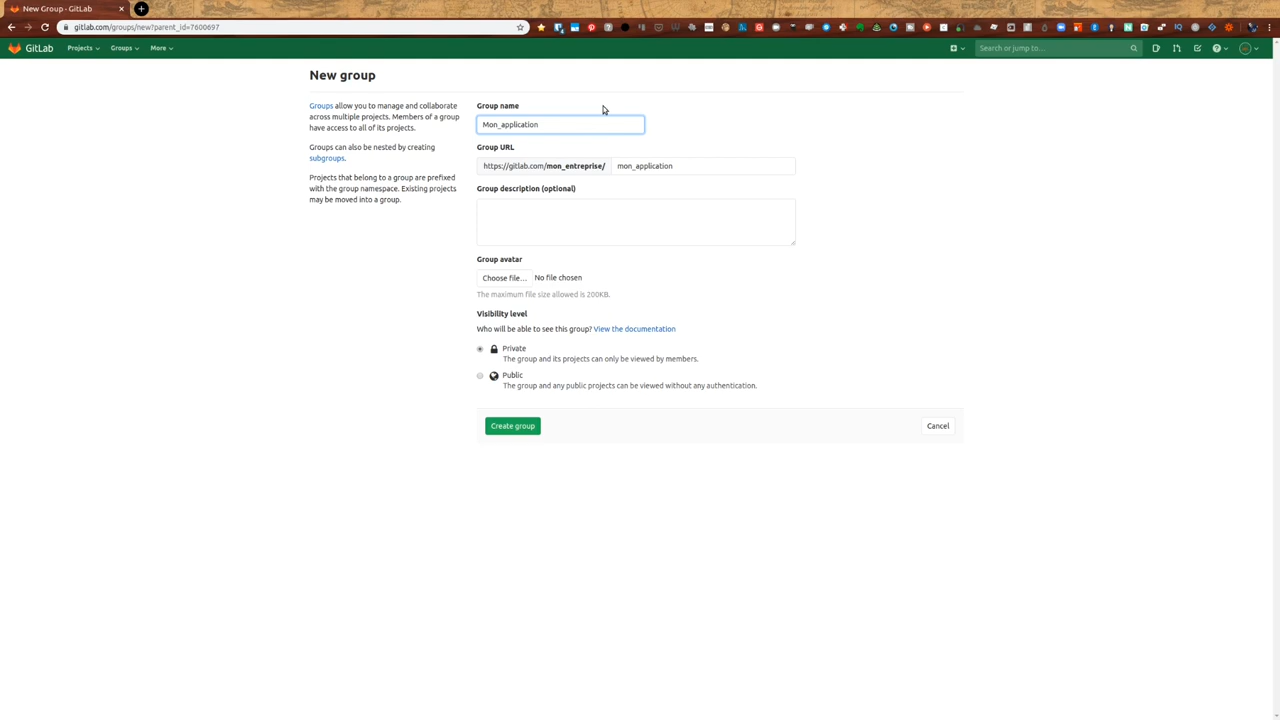 New Group · GitLab
gitlab.com/groups/new?parent_id=7600697
GitLab
Projects
Groups
More
Search or jump to...
New group
Groups allow you to manage and collaborate
across multiple projects. Members of a group
have access to all of its projects.
Groups can also be nested by creating
subgroups.
Projects that belong to a group are prefixed
with the group namespace. Existing projects
may be moved into a group.
Group name
Mon_application
Group URL
https://gitlab.com/mon_entreprise/ mon_application
Group description (optional)
Group avatar
Choose file... No file chosen
The maximum file size allowed is 200KB.
Visibility level
Who will be able to see this group? View the documentation
Private
The group and its projects can only be viewed by members.
Public
The group and any public projects can be viewed without any authentication.
Create group
Cancel